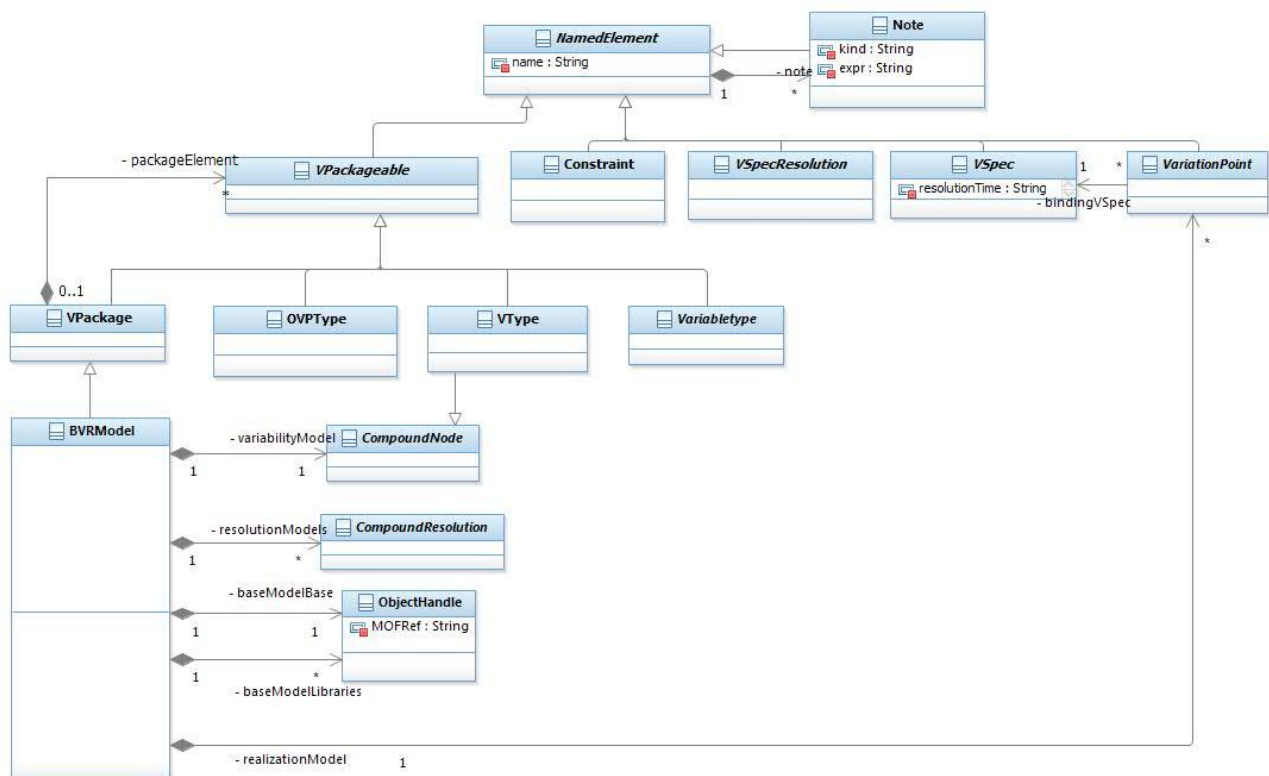 NamedElement
name : String
Note
kind : String
expr : String
- note
1
*
- packageElement
*
VPackageable
Constraint
VSpecResolution
VSpec
resolutionTime : String
1
*
VariationPoint
- bindingVSpec
*
0..1
VPackage
OVPType
VType
Variabletype
BVRModel
- variabilityModel
1
1
CompoundNode
- resolutionModels
1
*
CompoundResolution
- baseModelBase
1
1
ObjectHandle
MOFRef : String
1
*
- baseModelLibraries
- realizationModel
1